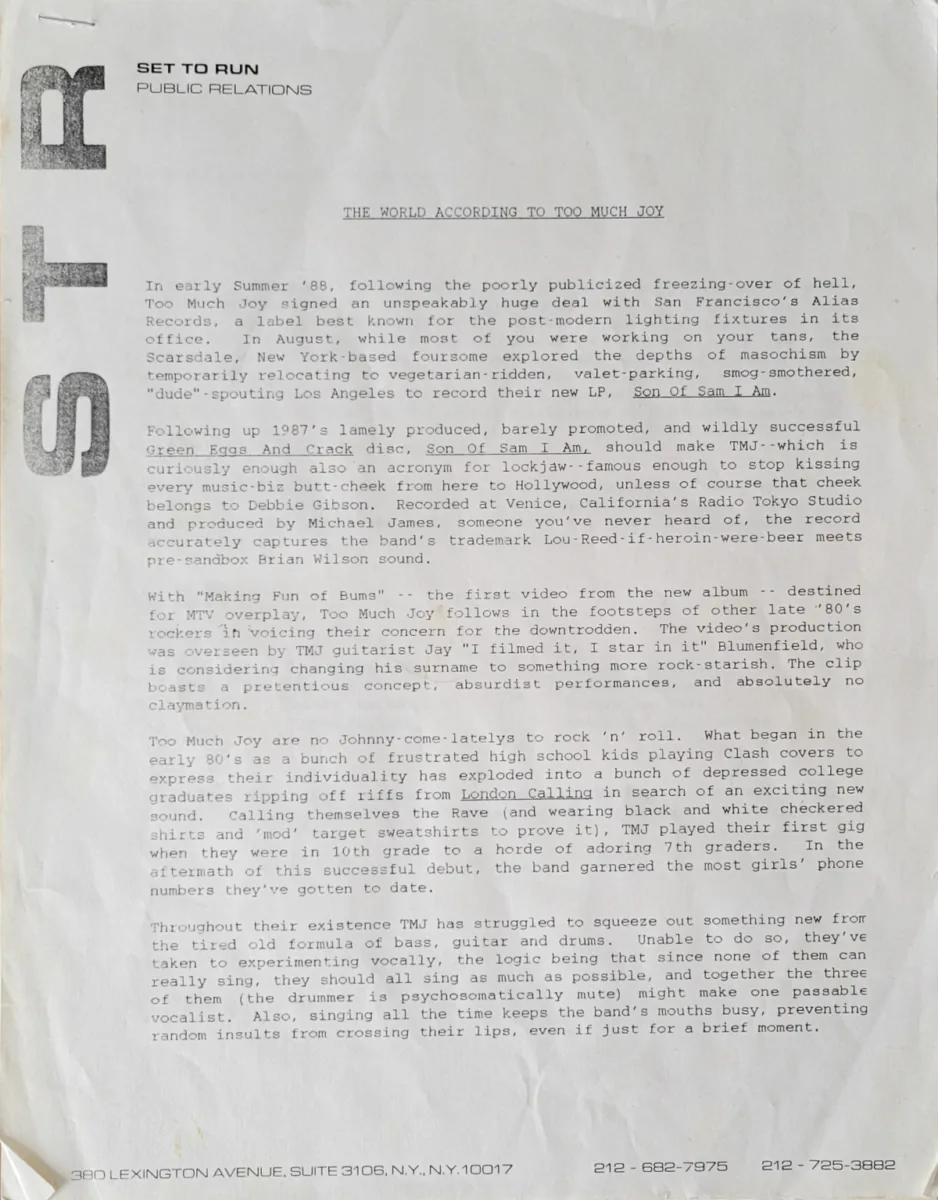 STR
SET TO RUN
PUBLIC RELATIONS
THE WORLD ACCORDING TO TOO MUCH JOY
In early Summer '88, following the poorly publicized freezing-over of hell,
Too Much Joy signed an unspeakably huge deal with San Francisco's Alias
Records, a label best known for the post-modern lighting fixtures in its
office. In August, while most of you were working on your tans, the
Scarsdale, New York-based foursome explored the depths of masochism by
temporarily relocating to vegetarian-ridden, valet-parking, smog-smothered,
"dude"-spouting Los Angeles to record their new LP, Son Of Sam I Am.
Following up 1987's lamely produced, barely promoted, and wildly successful
Green Eggs And Crack disc, Son Of Sam I Am, should make TMJ--which is
curiously enough also an acronym for lockjaw--famous enough to stop kissing
every music-biz butt-cheek from here to Hollywood, unless of course that cheek
belongs to Debbie Gibson. Recorded at Venice, California's Radio Tokyo Studio
and produced by Michael James, someone you've never heard of, the record
accurately captures the band's trademark Lou-Reed-if-heroin-were-beer meets
pre-sandbox Brian Wilson sound.
With "Making Fun of Bums" -- the first video from the new album -- destined
for MTV overplay, Too Much Joy follows in the footsteps of other late '80's
rockers in voicing their concern for the downtrodden. The video's production
was overseen by TMJ guitarist Jay "I filmed it, I star in it" Blumenfield, who
is considering changing his surname to something more rock-starish. The clip
boasts a pretentious concept, absurdist performances, and absolutely no
claymation.
Too Much Joy are no Johnny-come-latelys to rock 'n' roll. What began in the
early 80's as a bunch of frustrated high school kids playing Clash covers to
express their individuality has exploded into a bunch of depressed college
graduates ripping off riffs from London Calling in search of an exciting new
sound. Calling themselves the Rave (and wearing black and white checkered
shirts and 'mod' target sweatshirts to prove it), TMJ played their first gig
when they were in 10th grade to a horde of adoring 7th graders. In the
aftermath of this successful debut, the band garnered the most girls' phone
numbers they've gotten to date.
Throughout their existence TMJ has struggled to squeeze out something new from
the tired old formula of bass, guitar and drums. Unable to do so, they've
taken to experimenting vocally, the logic being that since none of them can
really sing, they should all sing as much as possible, and together the three
of them (the drummer is psychosomatically mute) might make one passable
vocalist. Also, singing all the time keeps the band's mouths busy, preventing
random insults from crossing their lips, even if just for a brief moment.
380 LEXINGTON AVENUE, SUITE 3106, N.Y., N.Y. 10017 212 - 682-7975 212 - 725-3882